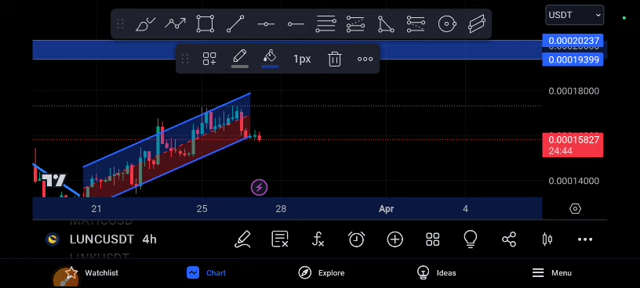 USDT
0.00020237
0.00019399
1px
0.00018000
0.00015827
24:44
0.00014000
21 25 28 Apr 4
LUNCUSDT 4h
Watchlist Chart Explore Ideas Menu